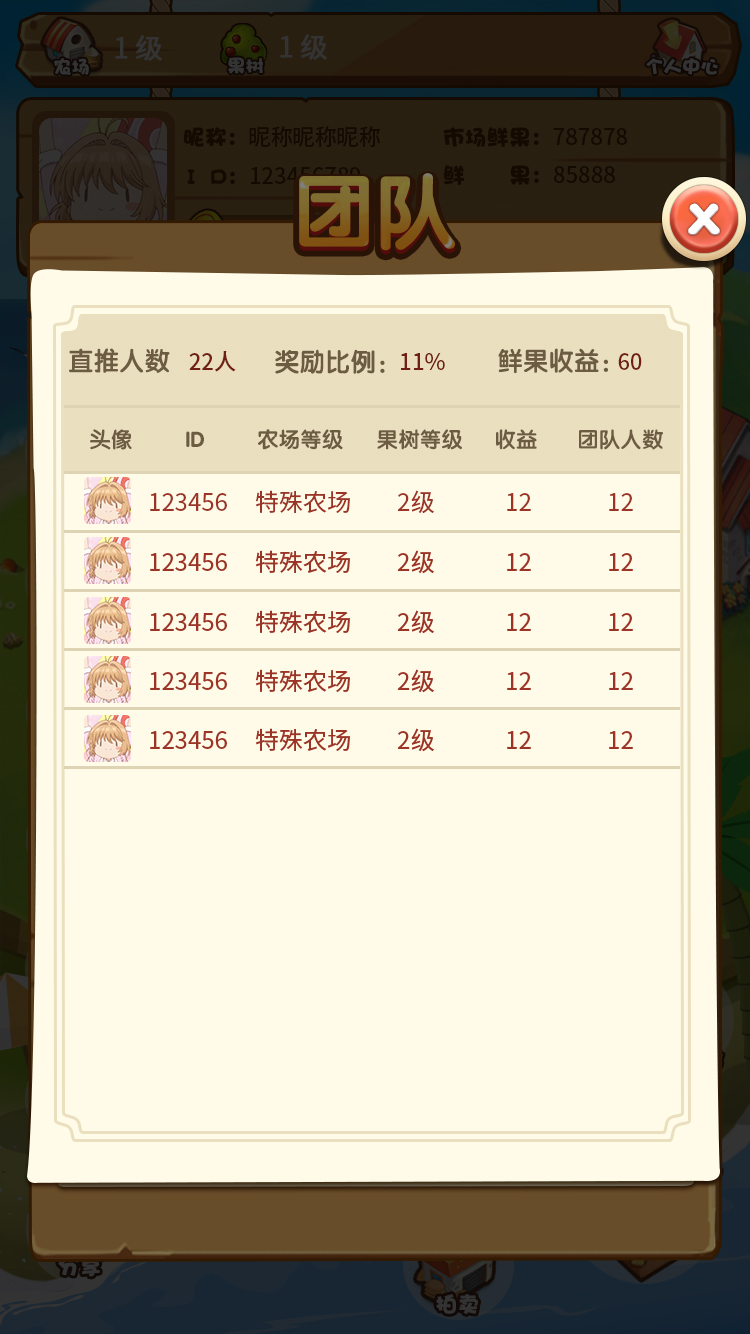 1级 1级
农场 果树 个人中心
昵称：昵称昵称昵称 市场鲜果：787878
ID：123456789 鲜 果：85888
团队
直推人数 22人 奖励比例：11% 鲜果收益：60
头像 ID 农场等级 果树等级 收益 团队人数
123456 特殊农场 2级 12 12
123456 特殊农场 2级 12 12
123456 特殊农场 2级 12 12
123456 特殊农场 2级 12 12
123456 特殊农场 2级 12 12
分享
拍卖